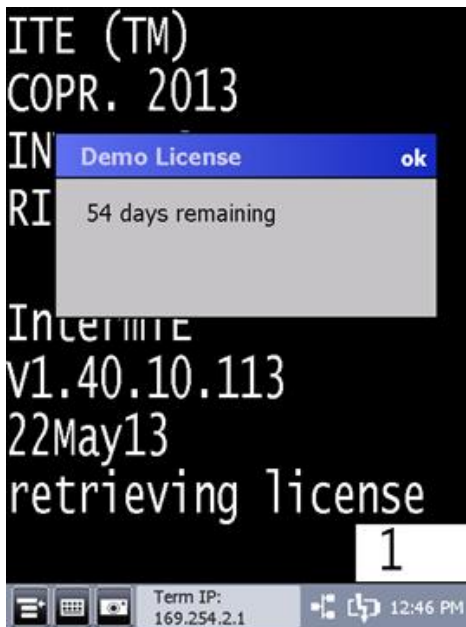 ITE (TM)
COPR. 2013
IN
Demo License ok
RI
54 days remaining
v1.40.10.113
22May13
retrieving license
1
Term IP:
169.254.2.1
12:46 PM